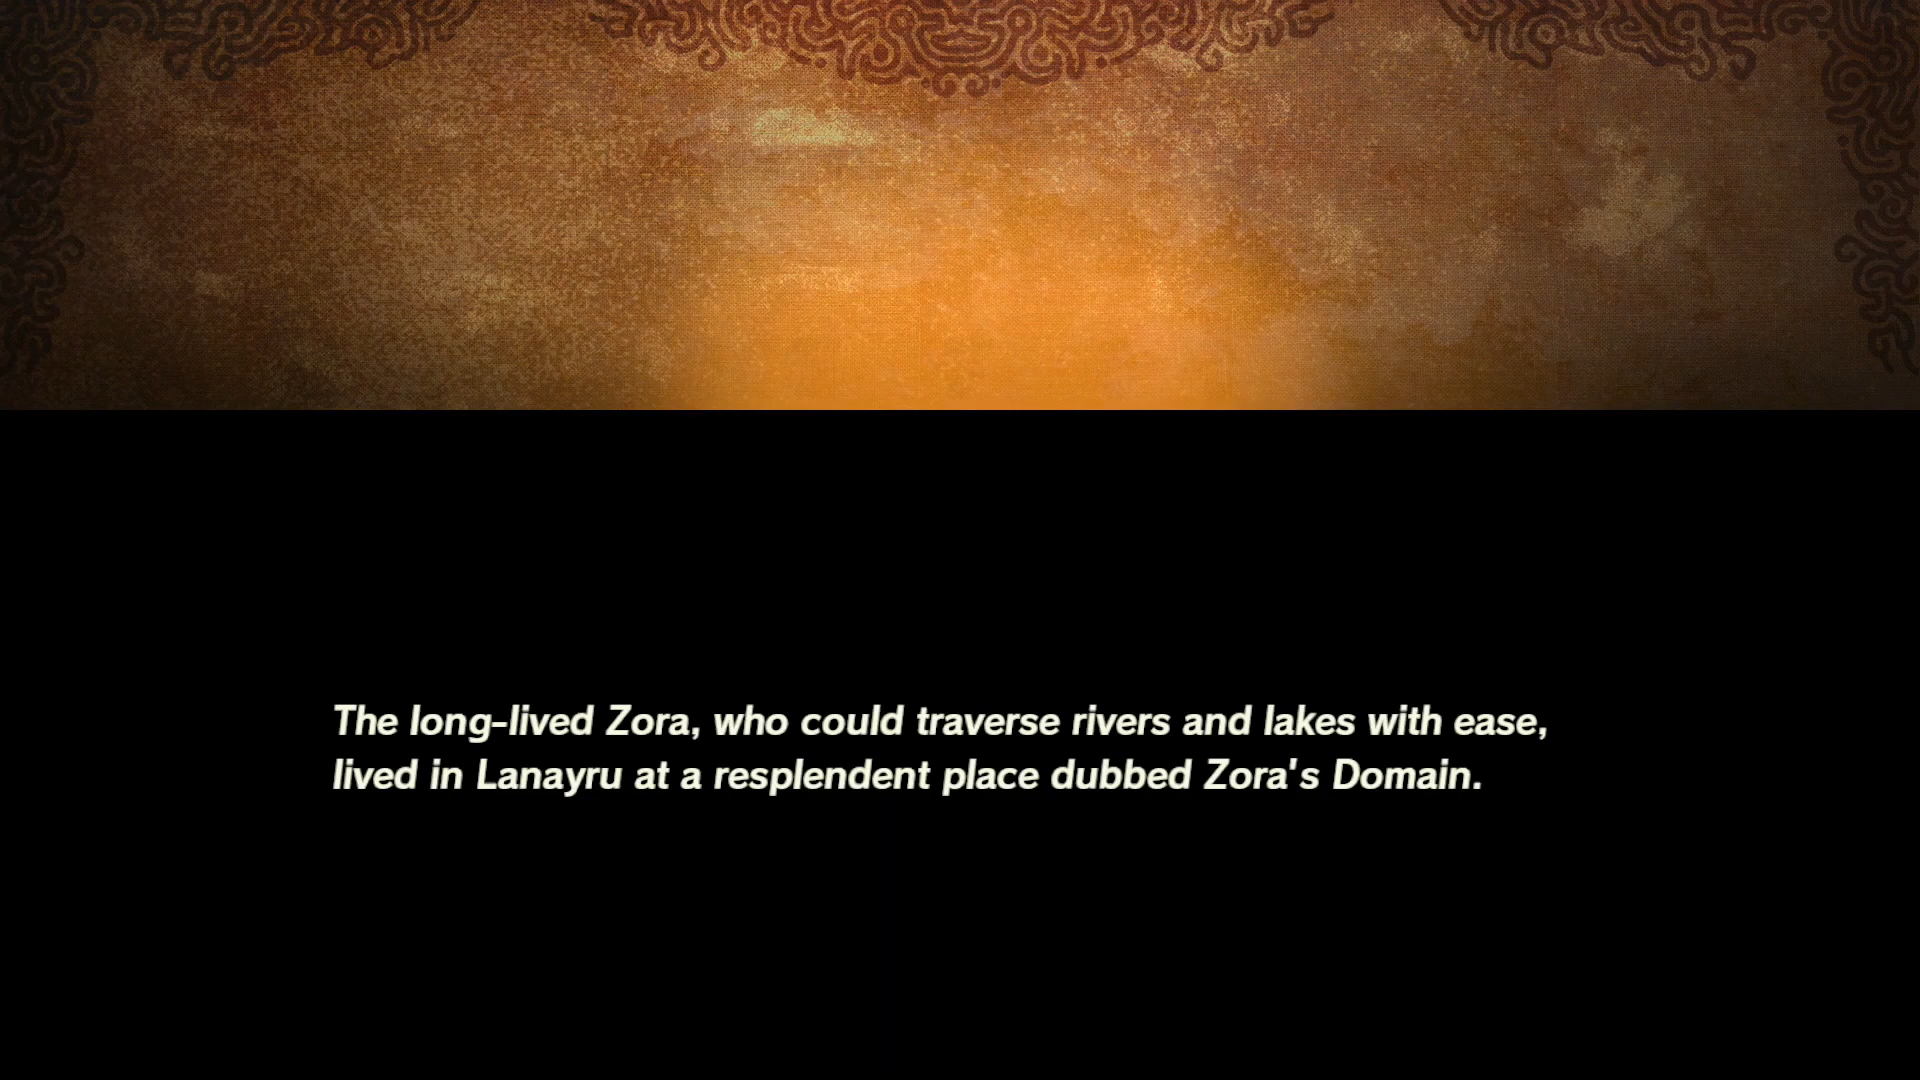 The long-lived Zora, who could traverse rivers and lakes with ease,
lived in Lanayru at a resplendent place dubbed Zora's Domain.